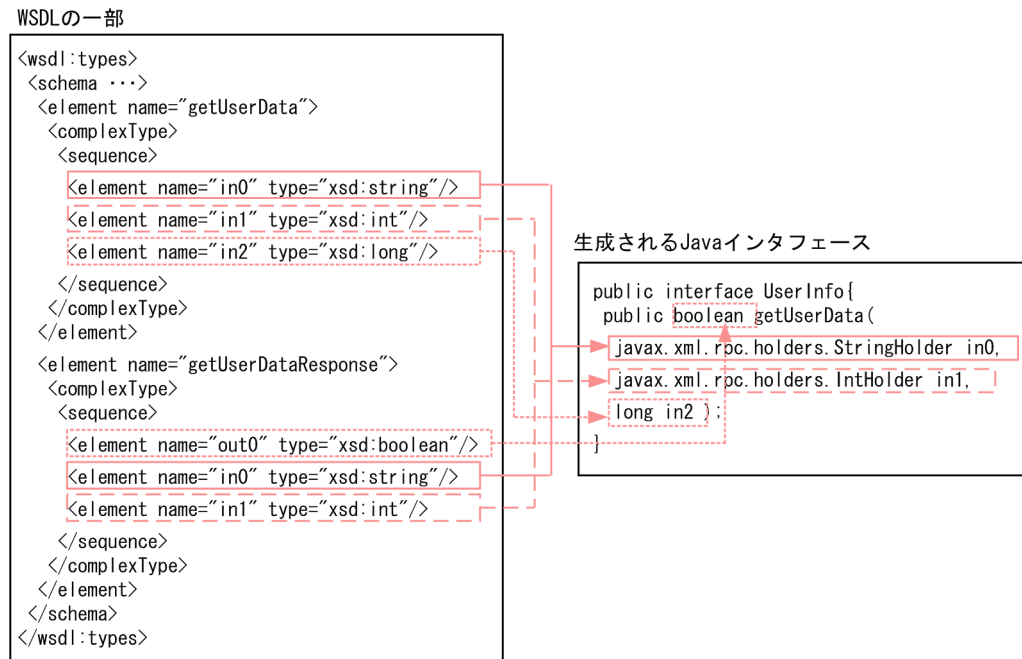 WSDLの一部
<wsdl:types>
<schema ···>
<element name="getUserData">
<complexType>
<sequence>
<element name="in0" type="xsd:string"/>
<element name="in1" type="xsd:int"/>
<element name="in2" type="xsd:long"/>
</sequence>
</complexType>
</element>
<element name="getUserDataResponse">
<complexType>
<sequence>
<element name="out0" type="xsd:boolean"/>
<element name="in0" type="xsd:string"/>
<element name="in1" type="xsd:int"/>
</sequence>
</complexType>
</element>
</schema>
</wsdl:types>
生成されるJavaインタフェース
public interface UserInfo{
public boolean getUserData(
javax.xml.rpc.holders.StringHolder in0,
javax.xml.rpc.holders.IntHolder in1,
long in2 );
}